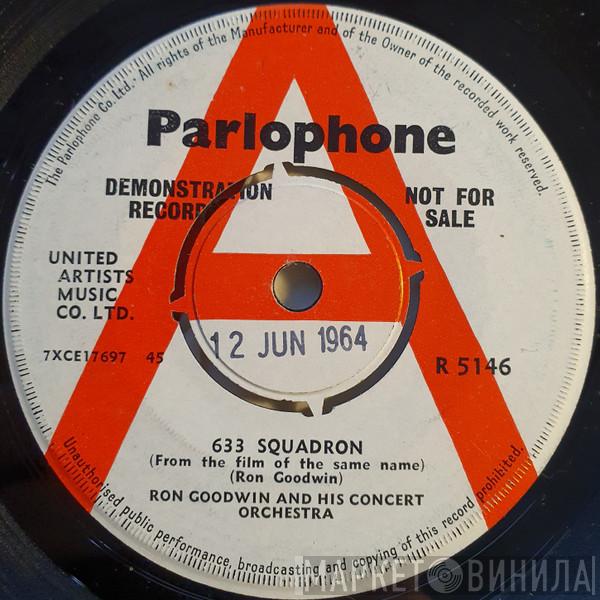 The Parlophone Co. Ltd. All rights of the Manufacturer and of the Owner of the recorded work reserved.
Parlophone
DEMONSTRATION
RECORD
NOT FOR
SALE
UNITED
ARTISTS
MUSIC
CO. LTD.
7XCE17697 45
12 JUN 1964
R 5146
633 SQUADRON
(From the film of the same name)
(Ron Goodwin)
RON GOODWIN AND HIS CONCERT
ORCHESTRA
Unauthorised public performance, broadcasting and copying of this record prohibited.
МАРКЕТ ВИНИЛА